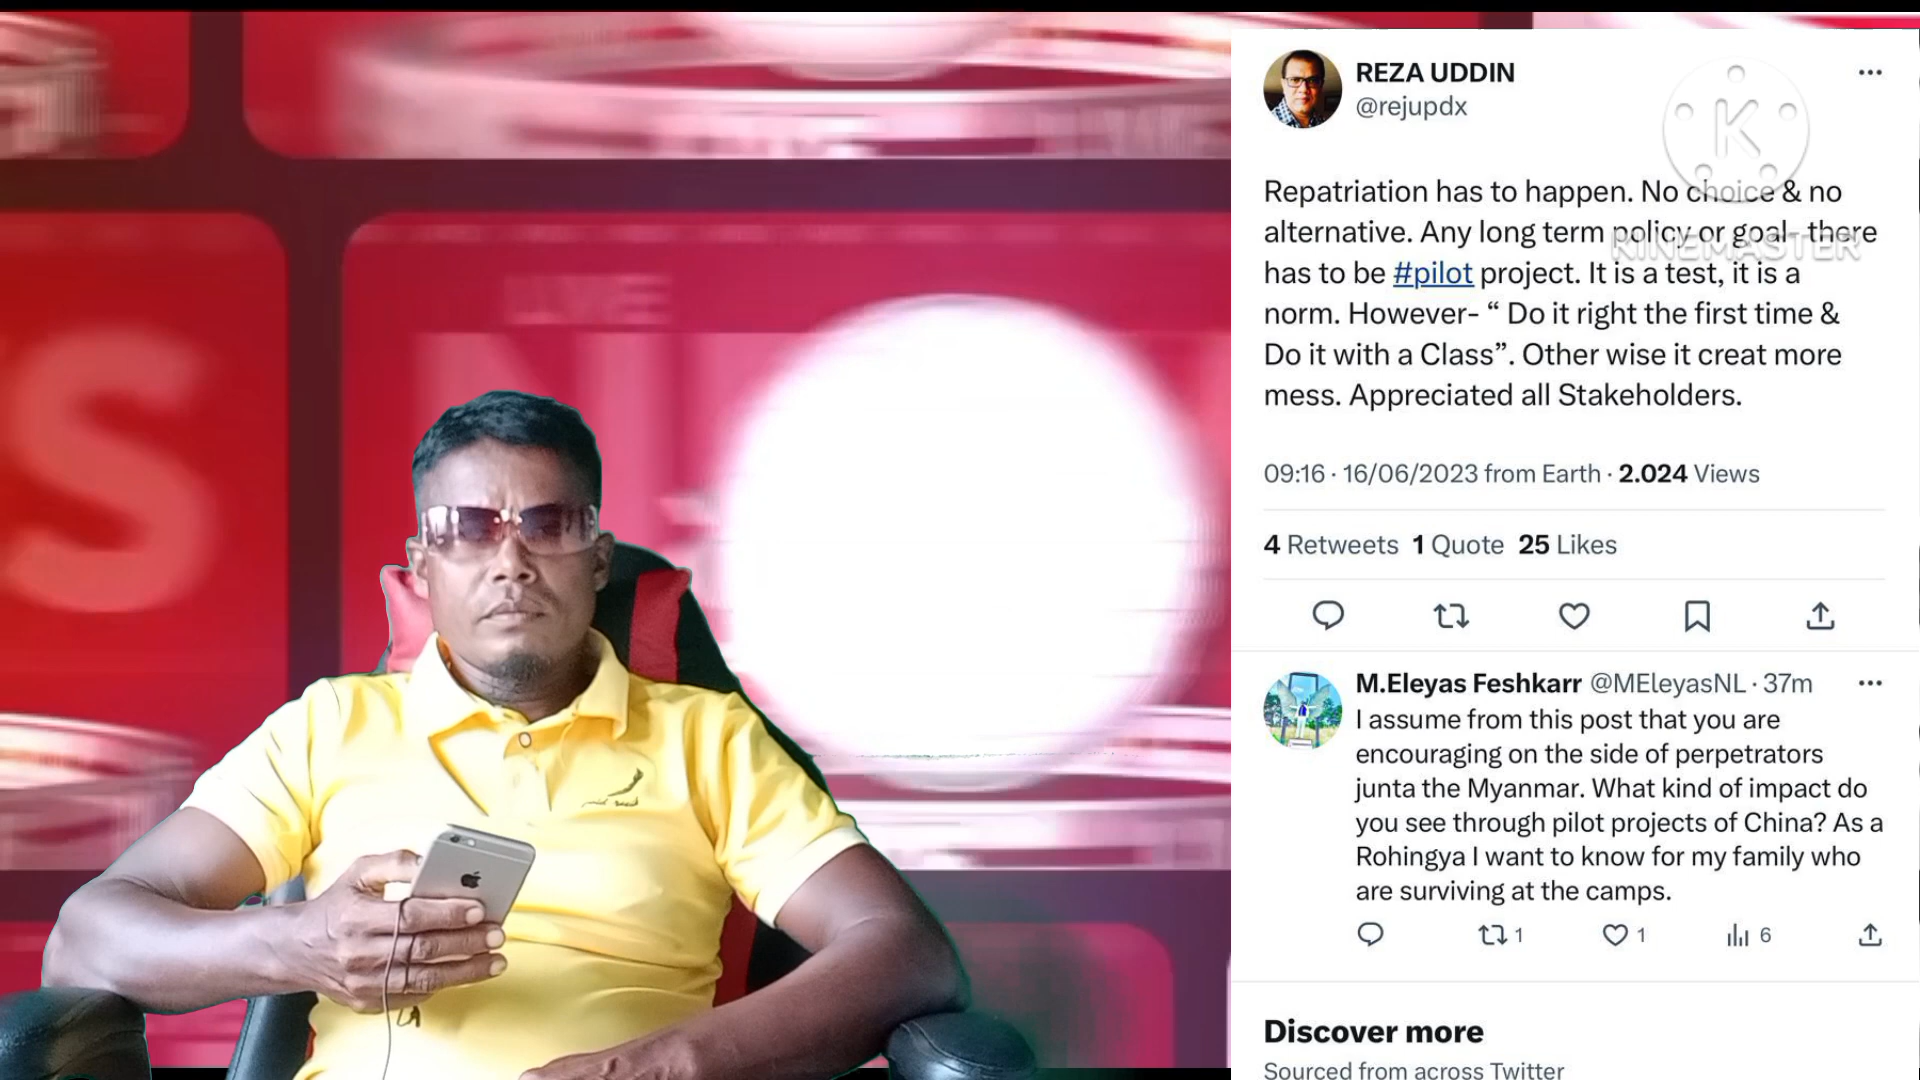 S
LIVE
REZA UDDIN
@rejupdx
Repatriation has to happen. No choice & no
alternative. Any long term policy or goal- there
has to be #pilot project. It is a test, it is a
norm. However- “ Do it right the first time &
Do it with a Class”. Other wise it creat more
mess. Appreciated all Stakeholders.
K
KINEMASTER
09:16 · 16/06/2023 from Earth · 2.024 Views
4 Retweets 1 Quote 25 Likes
M.Eleyas Feshkarr @MEleyasNL · 37m
I assume from this post that you are
encouraging on the side of perpetrators
junta the Myanmar. What kind of impact do
you see through pilot projects of China? As a
Rohingya I want to know for my family who
are surviving at the camps.
1 1 6
Discover more
Sourced from across Twitter